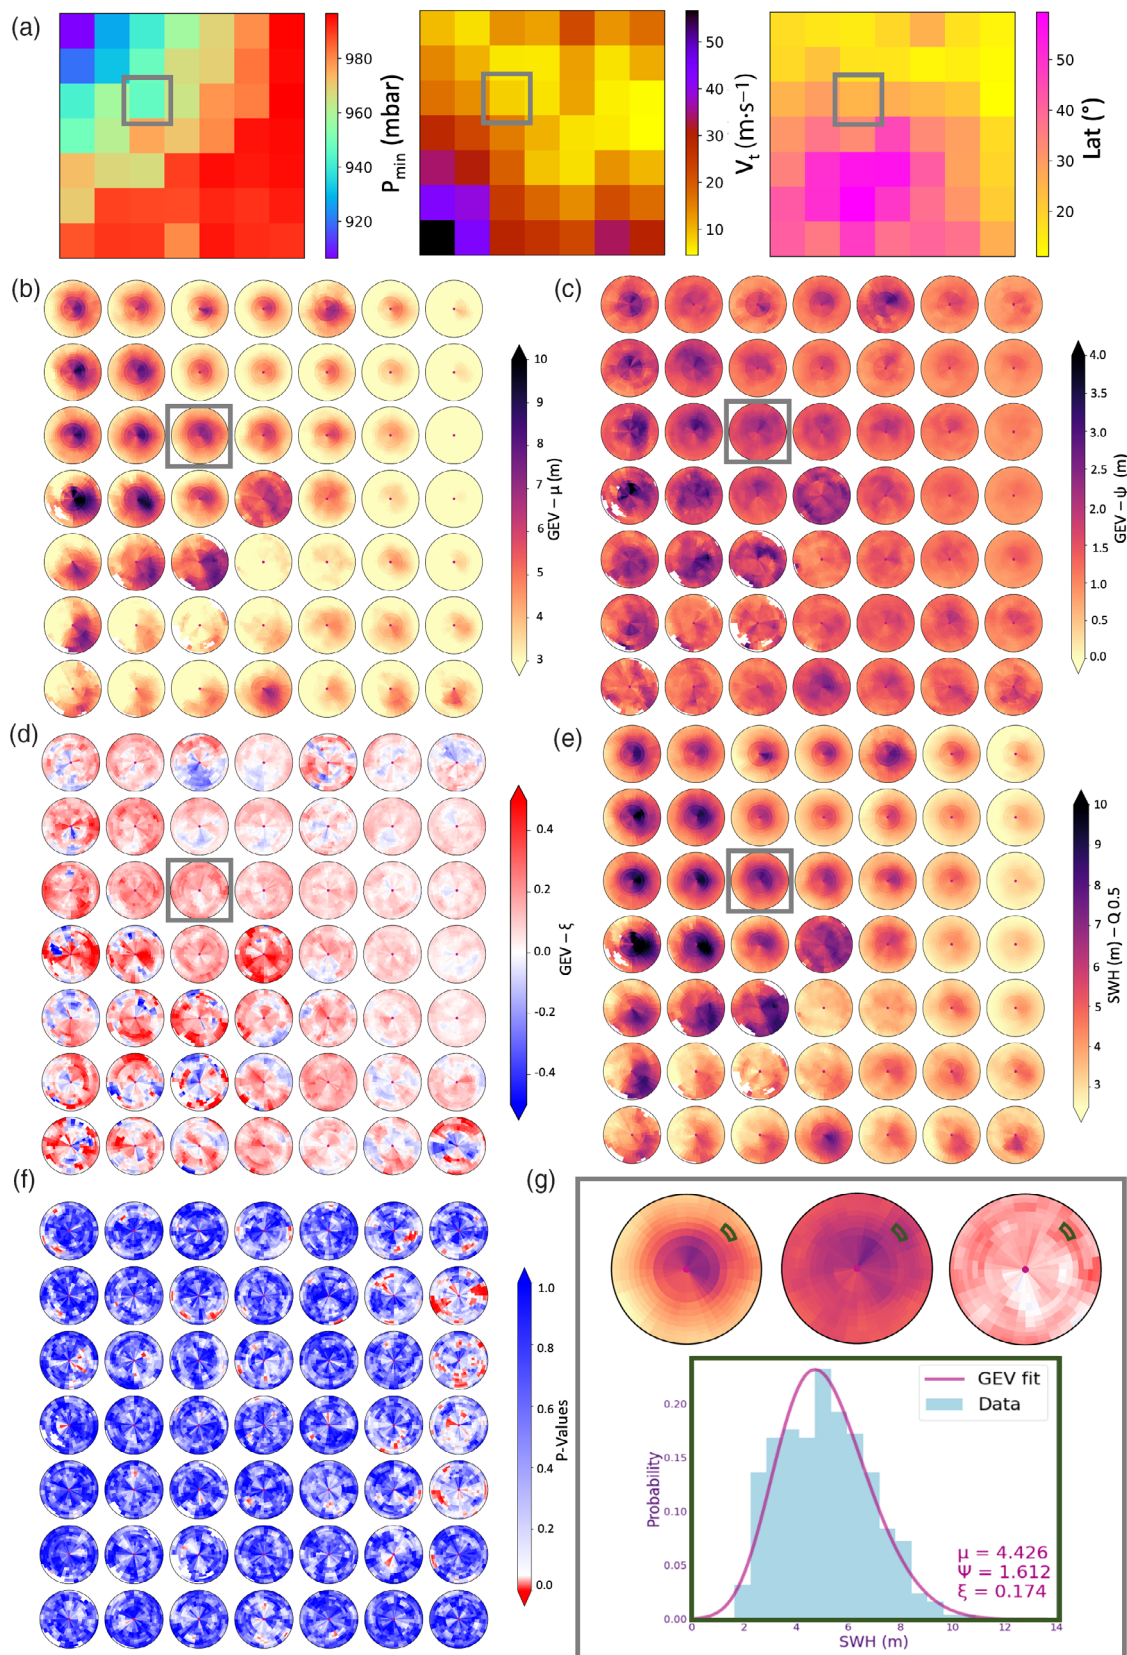 (a)
980
960
940
920
P_min (mbar)
50
40
30
20
10
V_t (m·s⁻¹)
50
40
30
20
Lat (°)
(b)
10
9
8
7
6
5
4
3
GEV – μ (m)
(c)
4.0
3.5
3.0
2.5
2.0
1.5
1.0
0.5
0.0
GEV – ψ (m)
(d)
0.4
0.2
0.0
-0.2
-0.4
GEV – ξ
(e)
10
9
8
7
6
5
4
3
SWH (m) – Q 0.5
(f)
1.0
0.8
0.6
0.4
0.2
0.0
P-Values
(g)
GEV fit
Data
0.20
0.15
0.10
0.05
0.00
Probability
μ = 4.426
Ψ = 1.612
ξ = 0.174
0 2 4 6 8 10 12 14
SWH (m)